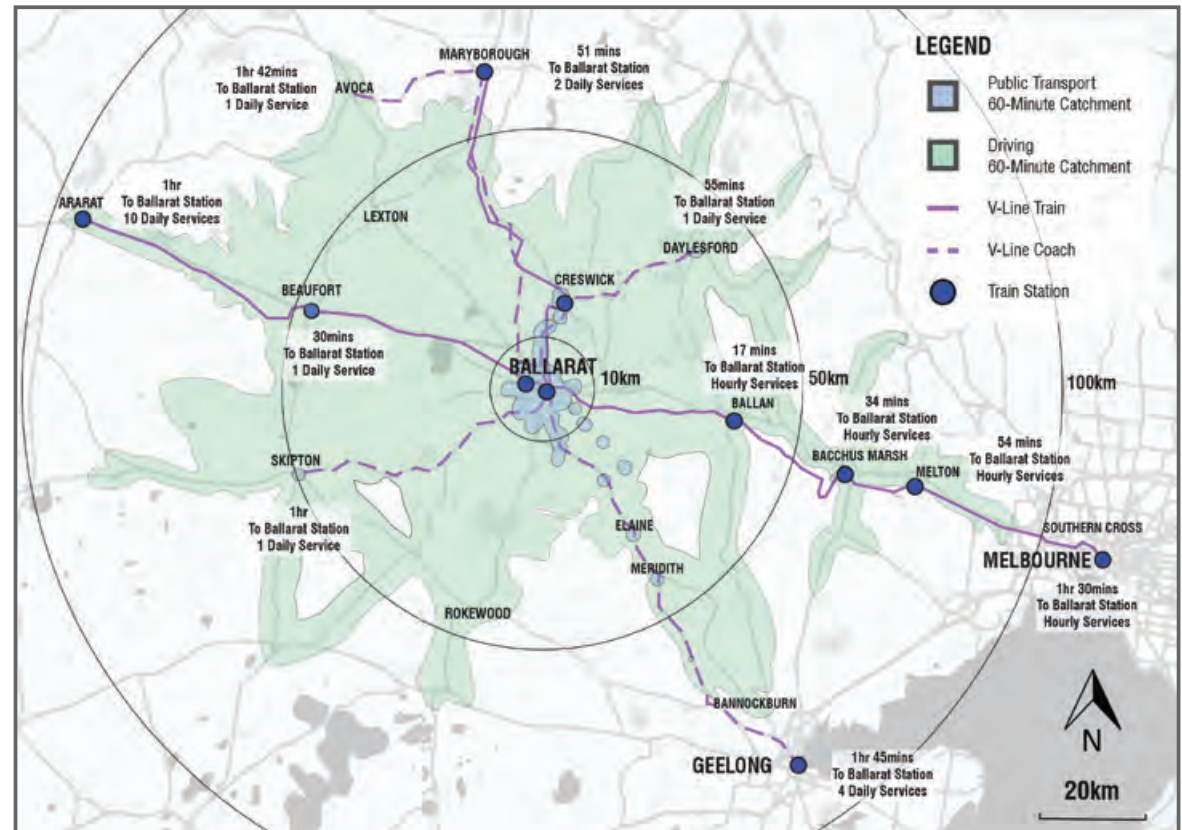 MARYBOROUGH
51 mins
To Ballarat Station
2 Daily Services
1hr 42mins
To Ballarat Station
1 Daily Service
AVOCA
LEGEND
Public Transport
60-Minute Catchment
Driving
60-Minute Catchment
V-Line Train
V-Line Coach
Train Station
ARARAT
1hr
To Ballarat Station
10 Daily Services
LEXTON
55mins
To Ballarat Station
1 Daily Service
DAYLESFORD
CRESWICK
BEAUFORT
30mins
To Ballarat Station
1 Daily Service
BALLARAT
10km
17 mins
To Ballarat Station
Hourly Services
BALLAN
50km
100km
34 mins
To Ballarat Station
Hourly Services
BACCHUS MARSH
54 mins
To Ballarat Station
Hourly Services
MELTON
SKIPTON
1hr
To Ballarat Station
1 Daily Service
ELAINE
MERIDITH
SOUTHERN CROSS
MELBOURNE
1hr 30mins
To Ballarat Station
Hourly Services
ROKEWOOD
BANNOCKBURN
GEELONG
1hr 45mins
To Ballarat Station
4 Daily Services
N
20km